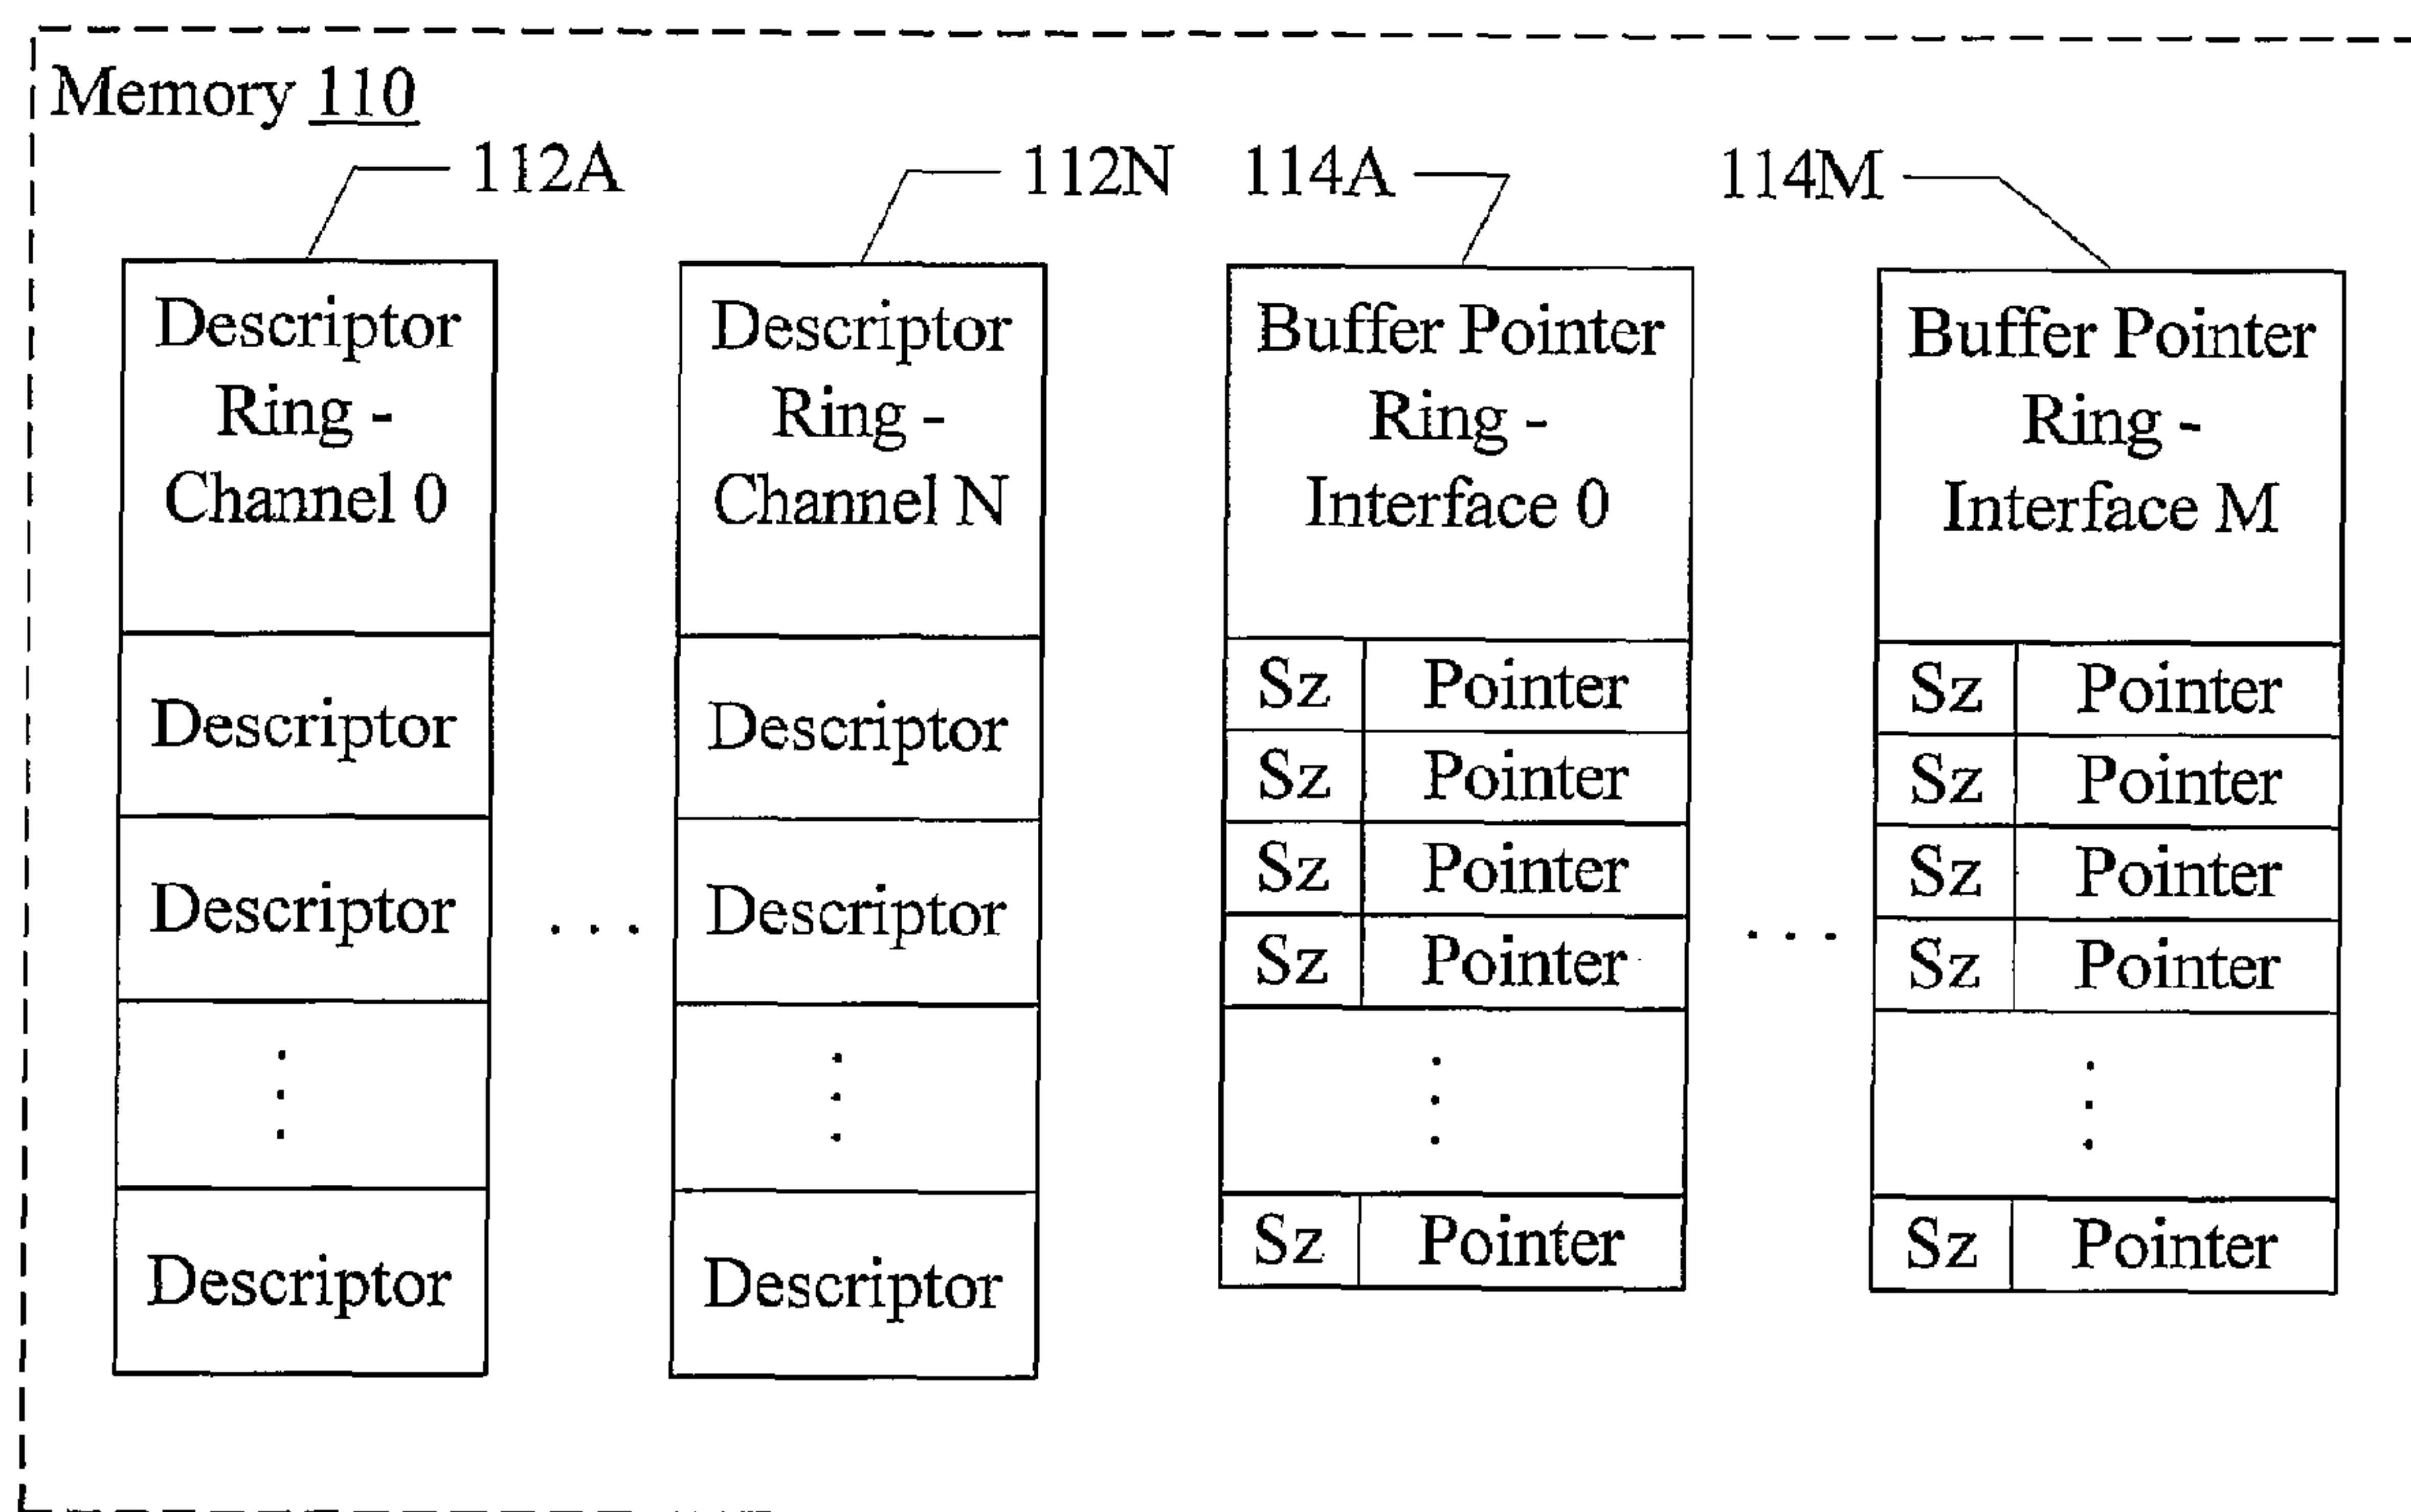 Memory 110
112A
112N
114A
114M
Descriptor
Ring -
Channel 0
Descriptor
Descriptor
Descriptor
Descriptor
Ring -
Channel N
Descriptor
Descriptor
Descriptor
Buffer Pointer
Ring -
Interface 0
Sz Pointer
Sz Pointer
Sz Pointer
Sz Pointer
Sz Pointer
Buffer Pointer
Ring -
Interface M
Sz Pointer
Sz Pointer
Sz Pointer
Sz Pointer
Sz Pointer